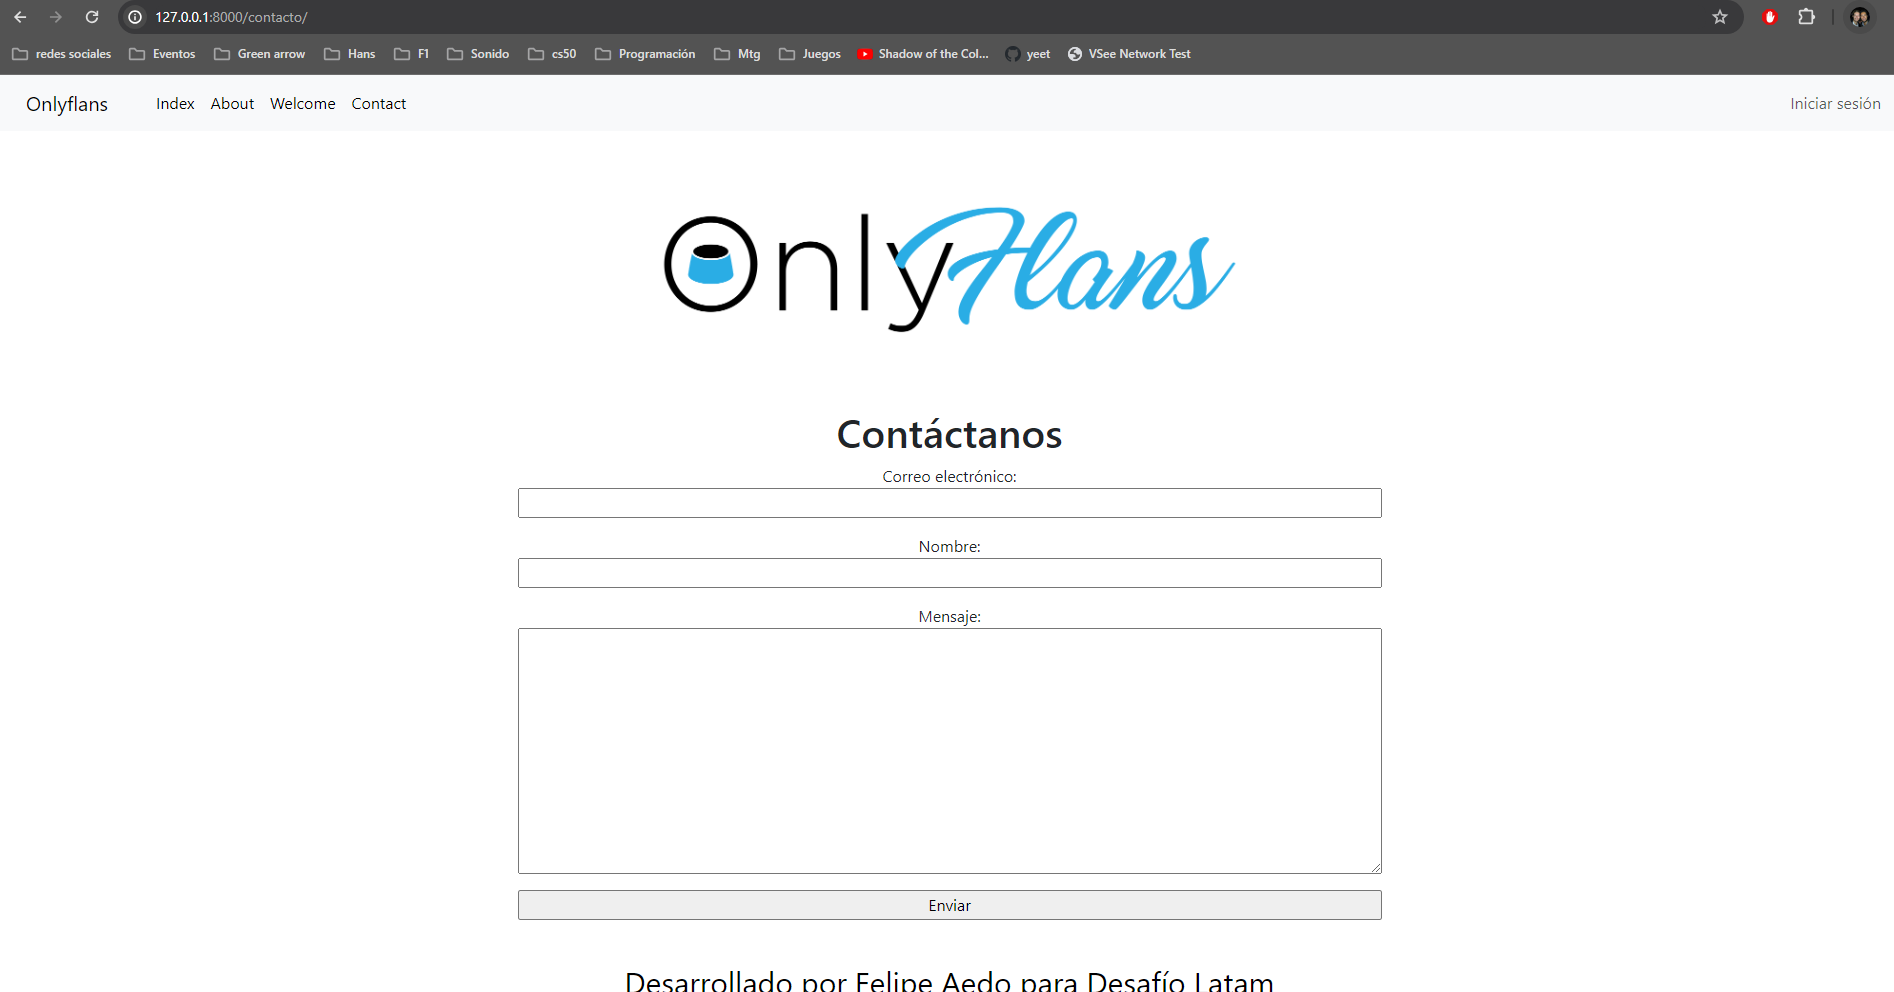 127.0.0.1:8000/contacto/
redes sociales Eventos Green arrow Hans F1 Sonido cs50 Programación Mtg Juegos Shadow of the Col... yeet VSee Network Test
Onlyflans Index About Welcome Contact Iniciar sesión
OnlyFlans
Contáctanos
Correo electrónico:
Nombre:
Mensaje:
Enviar
Desarrollado por Felipe Aedo para Desafío Latam